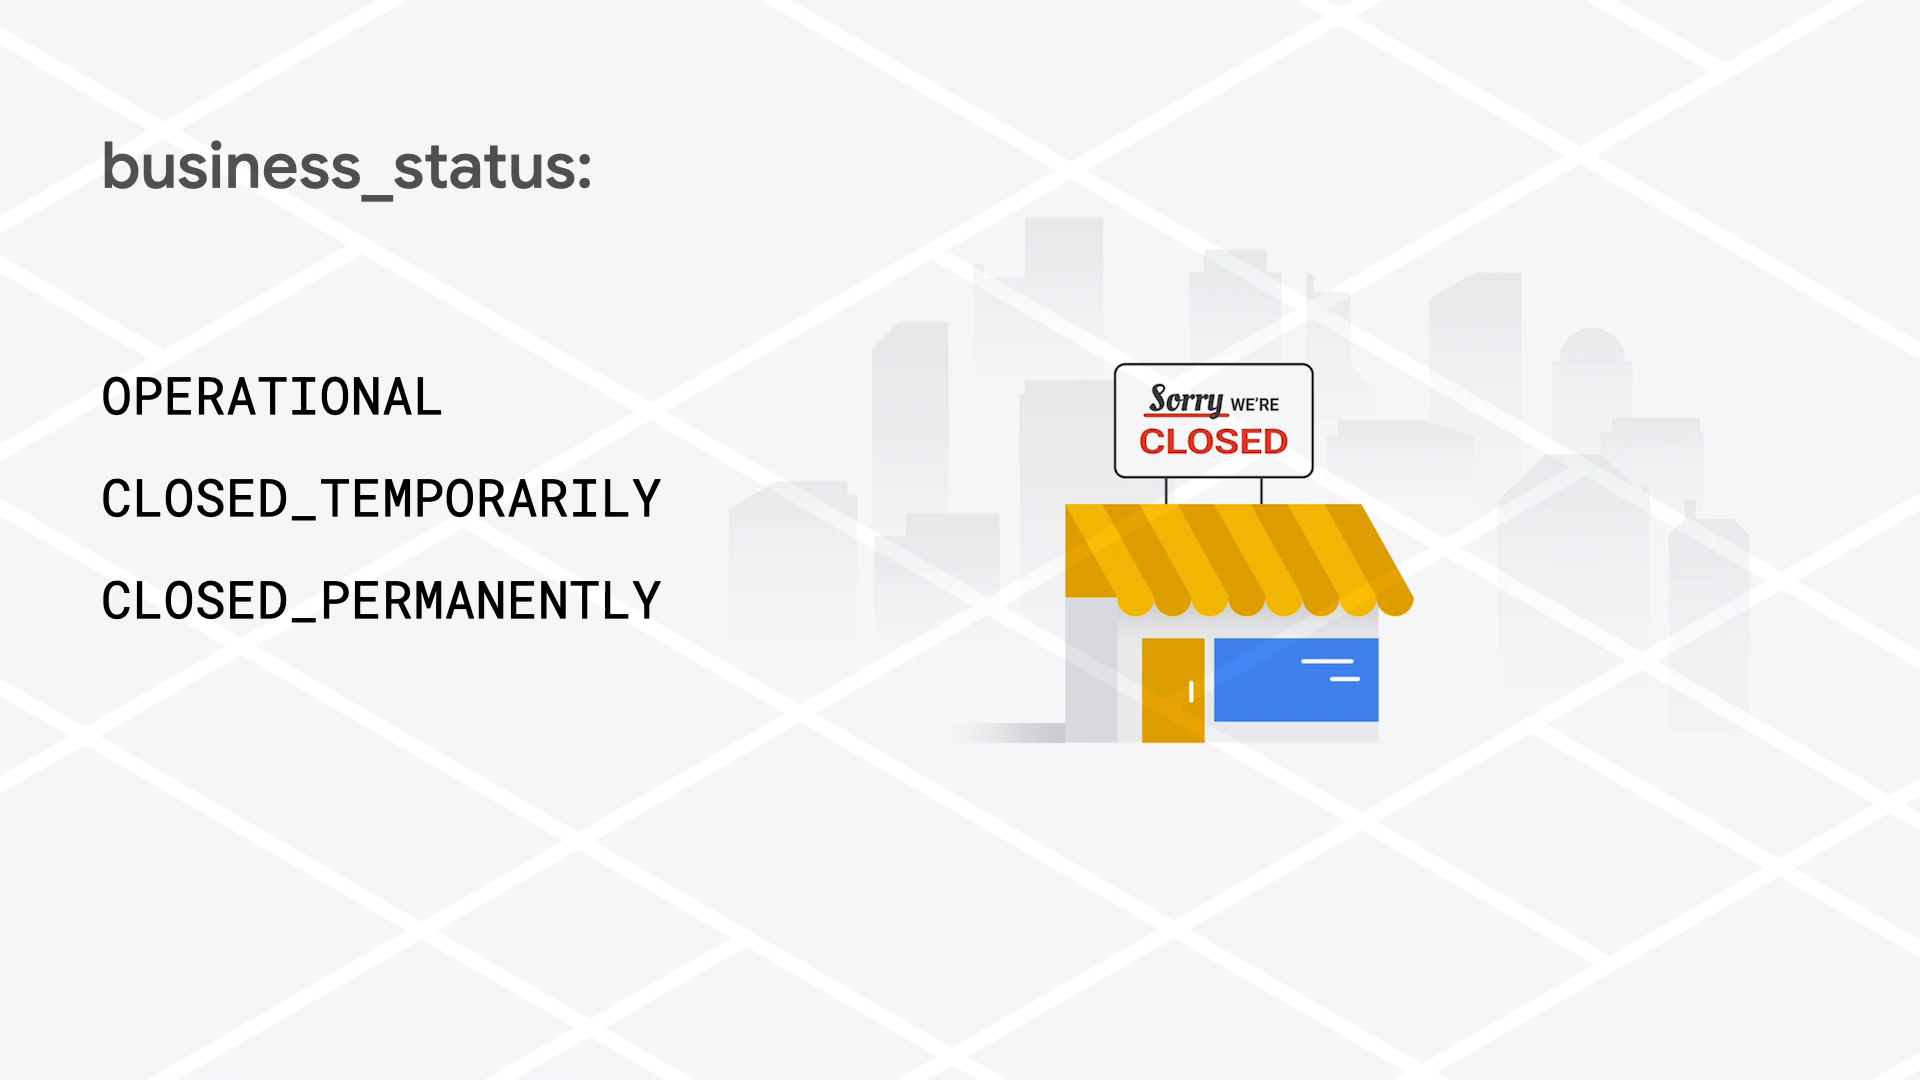 business_status:
OPERATIONAL
CLOSED_TEMPORARILY
CLOSED_PERMANENTLY
Sorry WE'RE
CLOSED